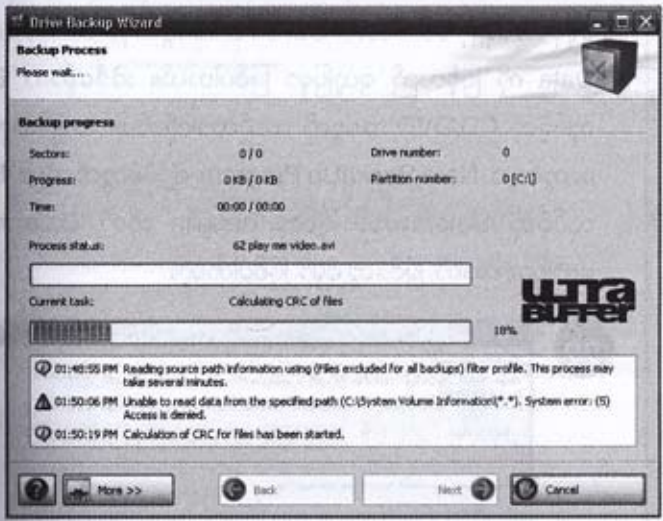 Drive Backup Wizard
Backup Process
Please wait...
Backup progress
Sectors: 0 / 0 Drive number: 0
Progress: 0 KB / 0 KB Partition number: 0 [C:\]
Time: 00:00 / 00:00
Process status: 62 play me video.avi
Current task: Calculating CRC of files
ULTRA
BUFFER
18%
01:48:55 PM Reading source path information using (Files excluded for all backups) filter profile. This process may
take several minutes.
01:50:06 PM Unable to read data from the specified path (C:\System Volume Information\*.*). System error: (5)
Access is denied.
01:50:19 PM Calculation of CRC for files has been started.
? More >> Back Next Cancel